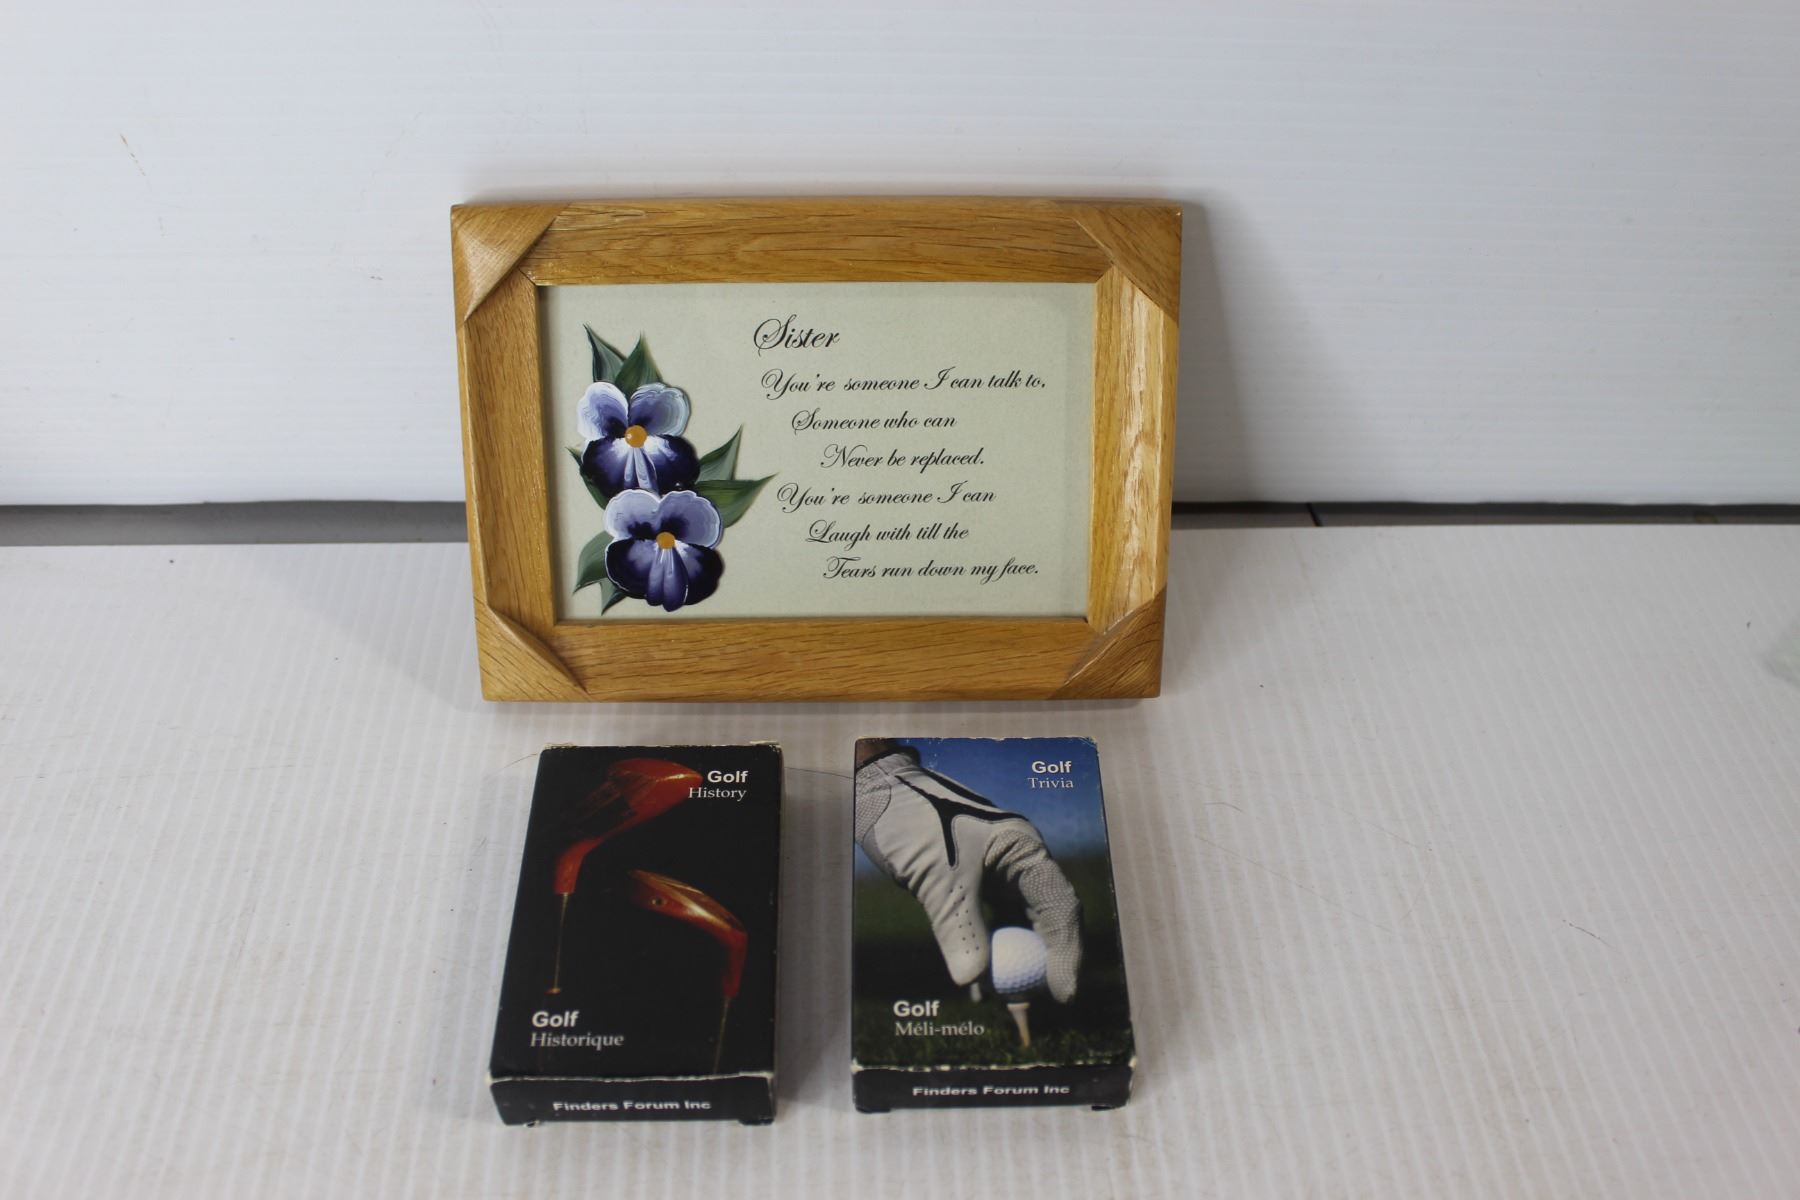 Sister
You're someone I can talk to,
Someone who can
Never be replaced.
You're someone I can
Laugh with till the
Tears run down my face.
Golf
History
Golf
Historique
Finders Forum Inc
Golf
Trivia
Golf
Méli-mélo
Finders Forum Inc